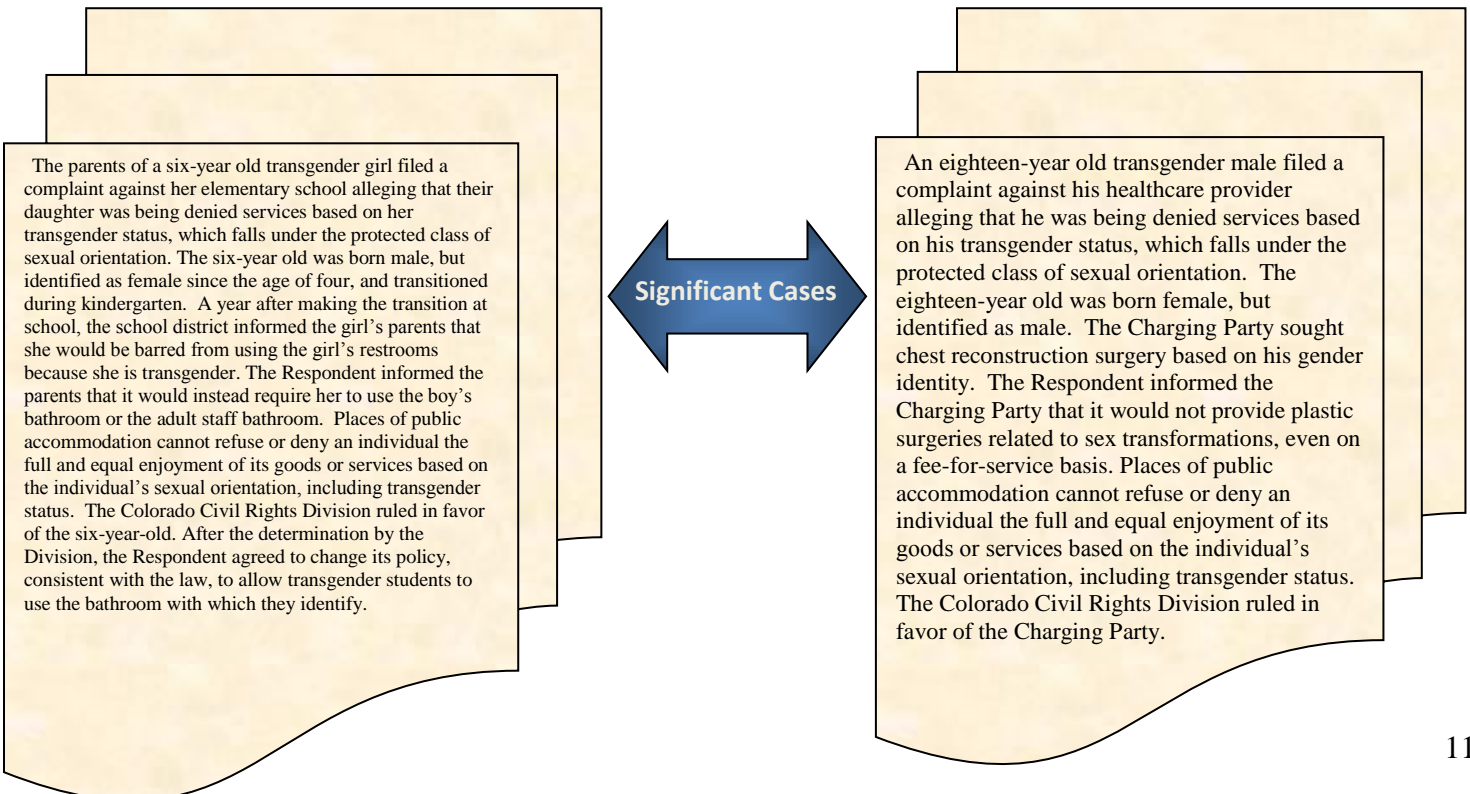 The parents of a six-year old transgender girl filed a
complaint against her elementary school alleging that their
daughter was being denied services based on her
transgender status, which falls under the protected class of
sexual orientation. The six-year old was born male, but
identified as female since the age of four, and transitioned
during kindergarten.  A year after making the transition at
school, the school district informed the girl’s parents that
she would be barred from using the girl’s restrooms
because she is transgender. The Respondent informed the
parents that it would instead require her to use the boy’s
bathroom or the adult staff bathroom.  Places of public
accommodation cannot refuse or deny an individual the
full and equal enjoyment of its goods or services based on
the individual’s sexual orientation, including transgender
status.  The Colorado Civil Rights Division ruled in favor
of the six-year-old. After the determination by the
Division, the Respondent agreed to change its policy,
consistent with the law, to allow transgender students to
use the bathroom with which they identify.
Significant Cases
An eighteen-year old transgender male filed a
complaint against his healthcare provider
alleging that he was being denied services based
on his transgender status, which falls under the
protected class of sexual orientation.  The
eighteen-year old was born female, but
identified as male.  The Charging Party sought
chest reconstruction surgery based on his gender
identity.  The Respondent informed the
Charging Party that it would not provide plastic
surgeries related to sex transformations, even on
a fee-for-service basis. Places of public
accommodation cannot refuse or deny an
individual the full and equal enjoyment of its
goods or services based on the individual’s
sexual orientation, including transgender status.
The Colorado Civil Rights Division ruled in
favor of the Charging Party.
11